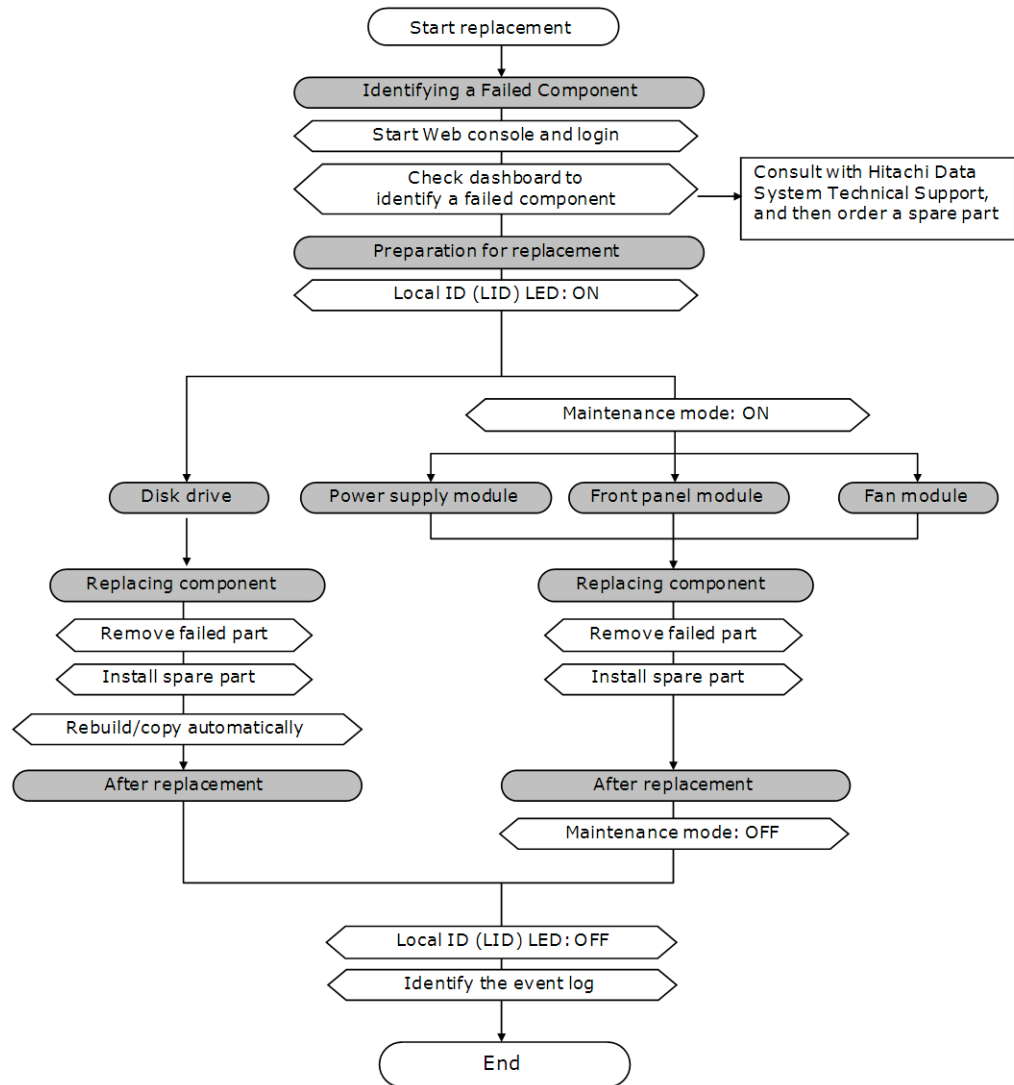 Start replacement
Identifying a Failed Component
Start Web console and login
Check dashboard to
identify a failed component
Consult with Hitachi Data
System Technical Support,
and then order a spare part
Preparation for replacement
Local ID (LID) LED: ON
Maintenance mode: ON
Disk drive
Power supply module
Front panel module
Fan module
Replacing component
Remove failed part
Install spare part
Rebuild/copy automatically
After replacement
Replacing component
Remove failed part
Install spare part
After replacement
Maintenance mode: OFF
Local ID (LID) LED: OFF
Identify the event log
End